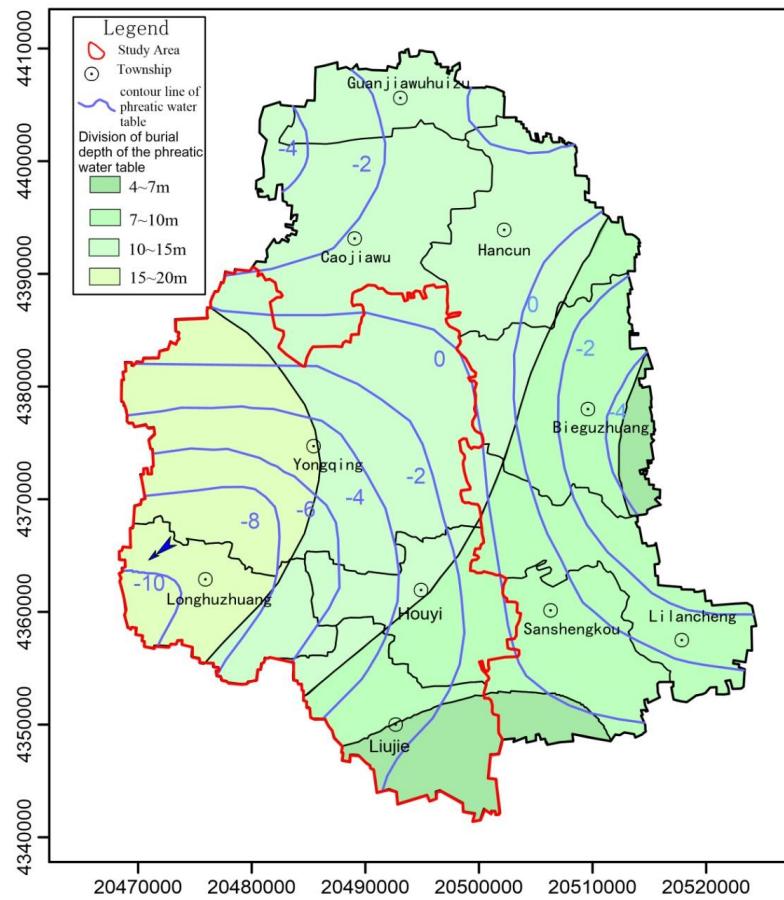 Legend
Study Area
Township
contour line of
phreatic water
table
Division of burial
depth of the phreatic
water table
4~7m
7~10m
10~15m
15~20m
4410000
4400000
4390000
4380000
4370000
4360000
4350000
4340000
Guanjiawuhuizu
-4
-2
Caojiawu
Hancun
0
-2
0
-4
Bieguzhuang
Yongqing
-2
-4
-6
-8
-10
Longhuzhuang
Houyi
Sanshengkou
Lilancheng
Liujie
20470000 20480000 20490000 20500000 20510000 20520000